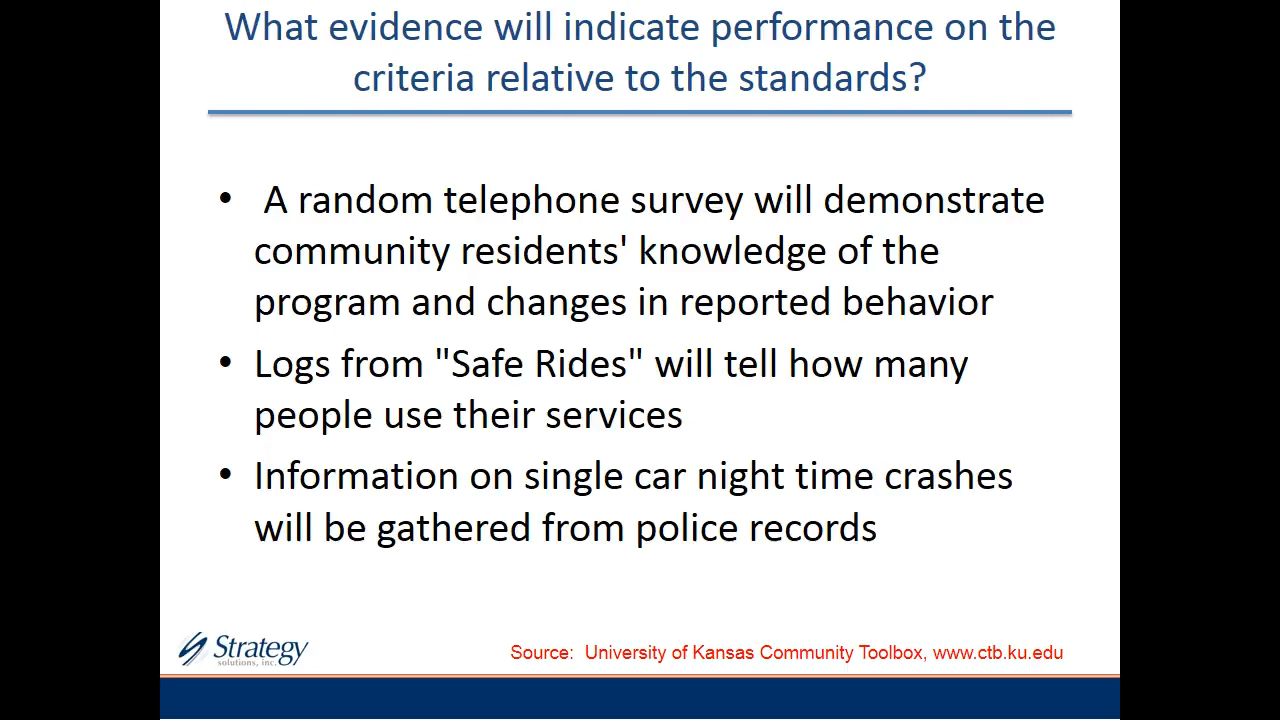 What evidence will indicate performance on the
criteria relative to the standards?
• A random telephone survey will demonstrate
community residents' knowledge of the
program and changes in reported behavior
• Logs from "Safe Rides" will tell how many
people use their services
• Information on single car night time crashes
will be gathered from police records
Strategy
solutions, inc.
Source: University of Kansas Community Toolbox, www.ctb.ku.edu